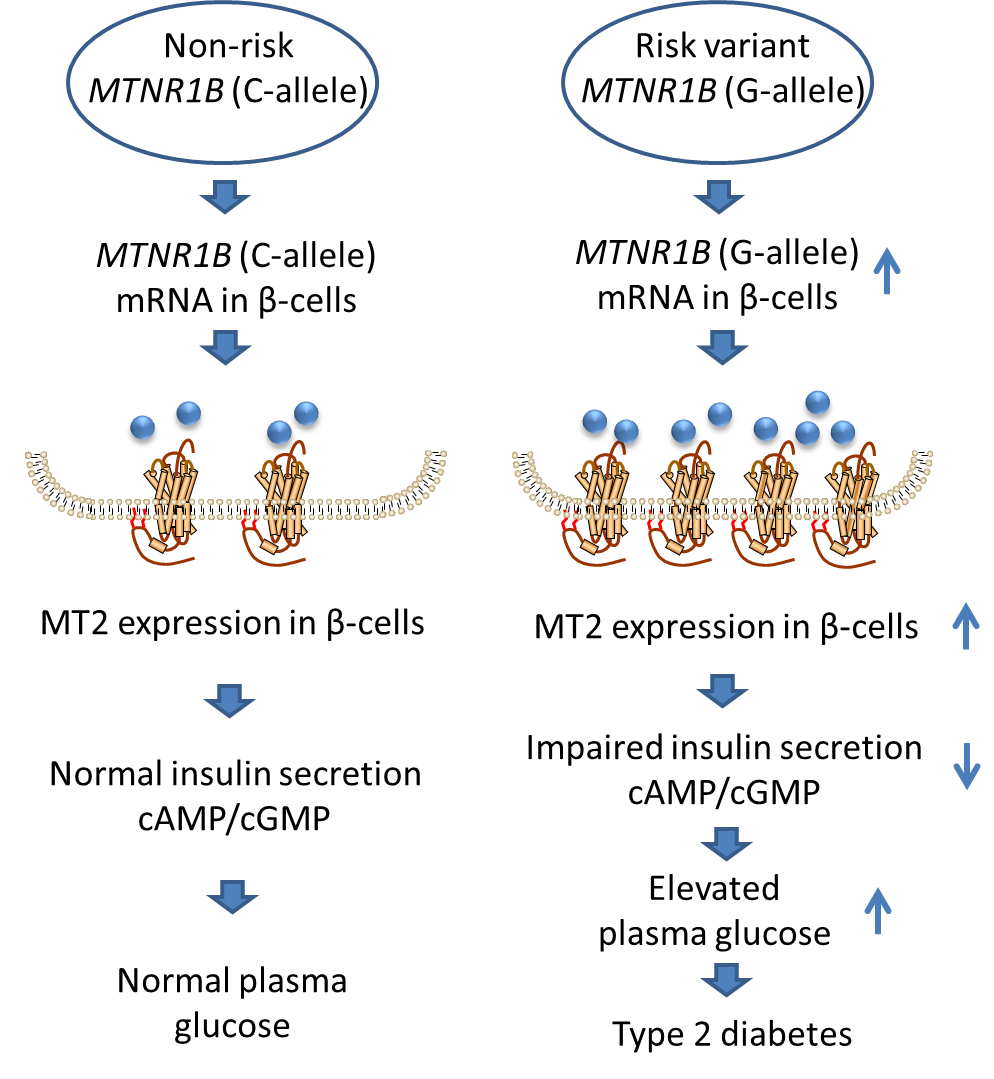 Non-risk
MTNR1B (C-allele)
MTNR1B (C-allele)
mRNA in β-cells
MT2 expression in β-cells
Normal insulin secretion
cAMP/cGMP
Normal plasma
glucose
Risk variant
MTNR1B (G-allele)
MTNR1B (G-allele)
mRNA in β-cells
MT2 expression in β-cells
Impaired insulin secretion
cAMP/cGMP
Elevated
plasma glucose
Type 2 diabetes